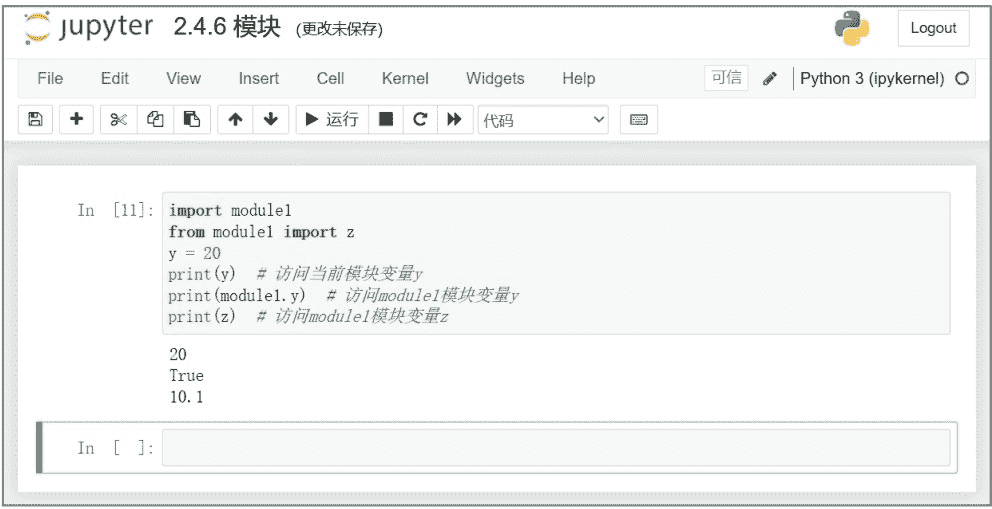 jupyter 2.4.6 模块 (更改未保存) Logout
File Edit View Insert Cell Kernel Widgets Help 可信 Python 3 (ipykernel)
运行 代码
In [11]: import module1
from module1 import z
y = 20
print(y) # 访问当前模块变量y
print(module1.y) # 访问module1模块变量y
print(z) # 访问module1模块变量z
20
True
10.1
In [ ]: